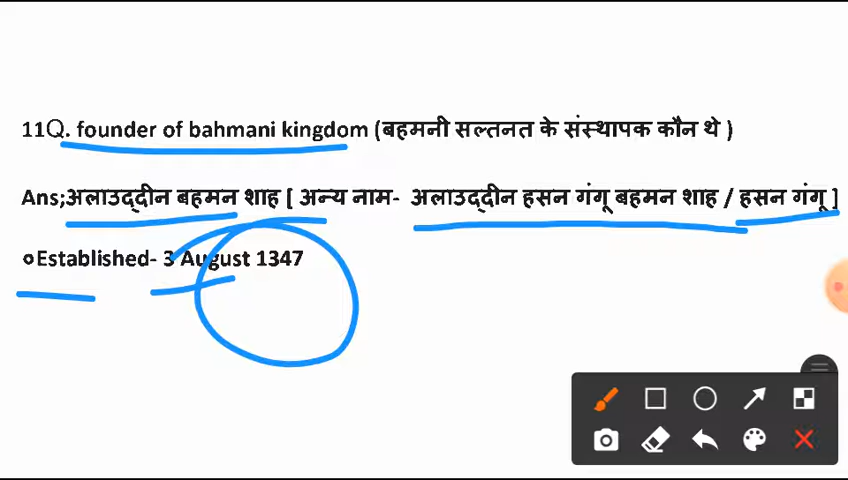 11Q. founder of bahmani kingdom (बहमनी सल्तनत के संस्थापक कौन थे )
Ans;अलाउद्दीन बहमन शाह [ अन्य नाम- अलाउद्दीन हसन गंगू बहमन शाह / हसन गंगू ]
०Established- 3 August 1347